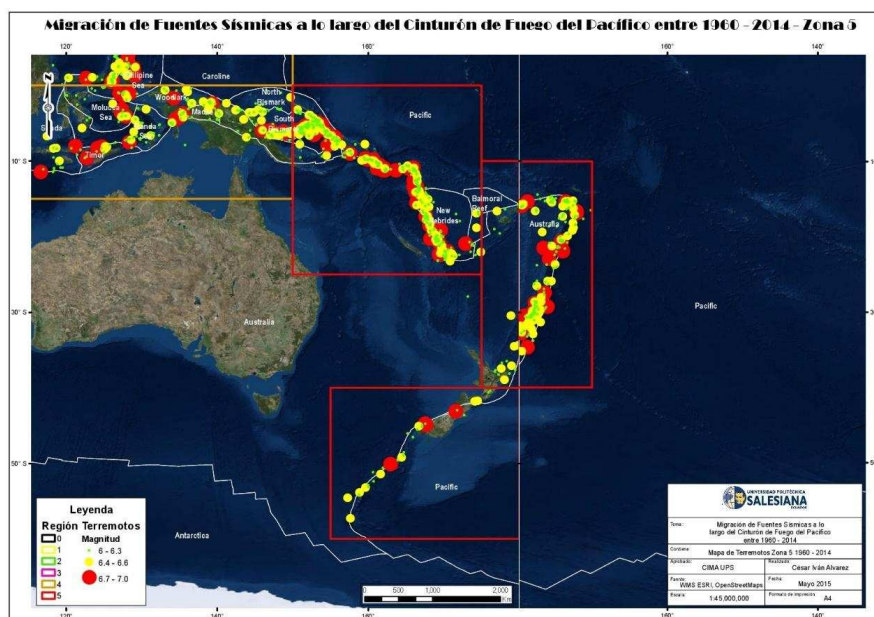 Migración de Fuentes Sísmicas a lo largo del Cinturón de Fuego del Pacífico entre 1960 - 2014 - Zona 5
120° 140° 160° 160° 140°
Caroline
Sea
North
Bismark
Pacific
Woodlark
Molucca
Sea
South
Timor
10°S
New
Balmoral
Reef
Australia
Pacific
30°S
Australia
50°S
Pacific
Antarctica
Leyenda
Región Terremotos
Magnitud
0
1
2
3
4
5
6 - 6.3
6.4 - 6.6
6.7 - 7.0
0 500 1,000 2,000
Km
UNIVERSIDAD POLITÉCNICA
SALESIANA
ECUADOR
Tema: Migración de Fuentes Sísmicas a lo
largo del Cinturón de Fuego del Pacífico
entre 1960 - 2014
Contiene: Mapa de Terremotos Zona 5 1960 - 2014
Aprobado: CIMA UPS
Realizado: César Iván Alvarez
Fuente: WMS ESRI, OpenStreetMaps
Fecha: Mayo 2015
Escala: 1:45,000,000
Formato de Impresión: A4